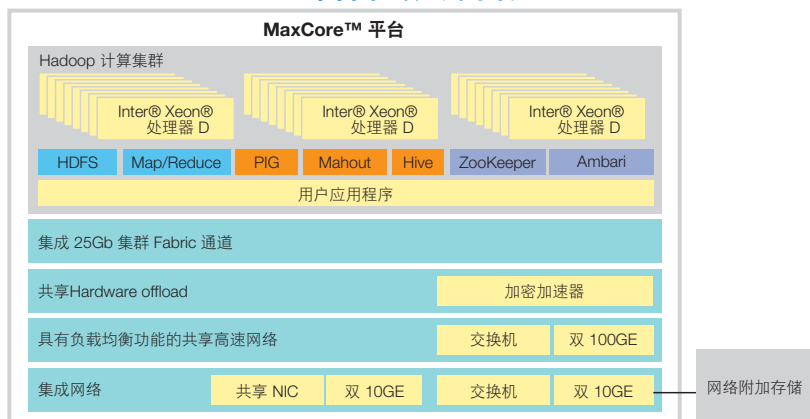 MaxCore™ 平台
Hadoop 计算集群
Inter® Xeon®
处理器 D
Inter® Xeon®
处理器 D
Inter® Xeon®
处理器 D
HDFS
Map/Reduce
PIG
Mahout
Hive
ZooKeeper
Ambari
用户应用程序
集成 25Gb 集群 Fabric 通道
共享Hardware offload
加密加速器
具有负载均衡功能的共享高速网络
交换机
双 100GE
集成网络
共享 NIC
双 10GE
交换机
双 10GE
网络附加存储